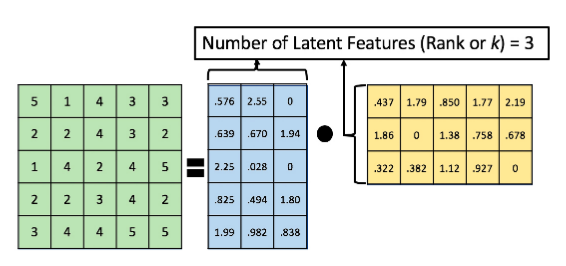 Number of Latent Features (Rank or k) = 3
5 1 4 3 3
2 2 4 3 2
1 4 2 4 5
2 2 3 4 2
3 4 4 5 5
=
.576 2.55 0
.639 .670 1.94
2.25 .028 0
.825 .494 1.80
1.99 .982 .838
.437 1.79 .850 1.77 2.19
1.86 0 1.38 .758 .678
.322 .382 1.12 .927 0